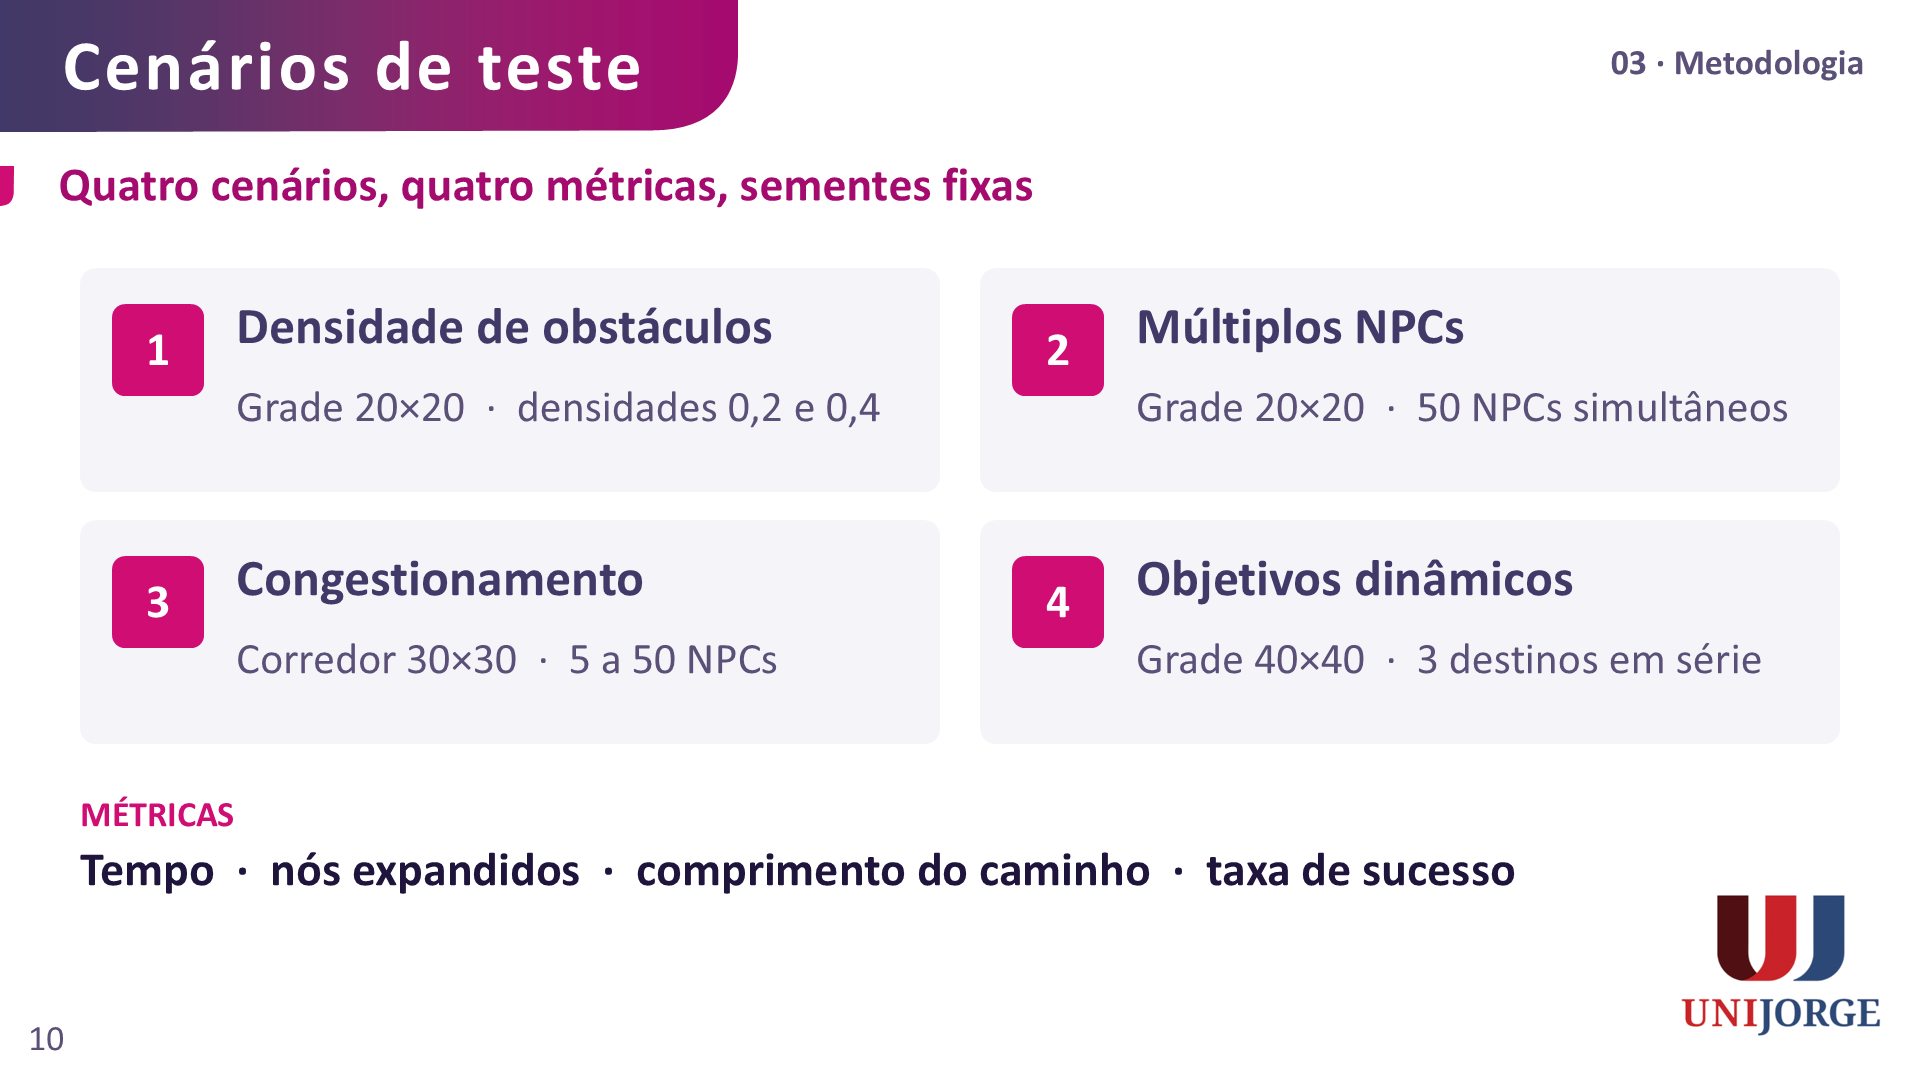 Cenários de teste
03 · Metodologia
Quatro cenários, quatro métricas, sementes fixas
1
Densidade de obstáculos
Grade 20×20 · densidades 0,2 e 0,4
2
Múltiplos NPCs
Grade 20×20 · 50 NPCs simultâneos
3
Congestionamento
Corredor 30×30 · 5 a 50 NPCs
4
Objetivos dinâmicos
Grade 40×40 · 3 destinos em série
MÉTRICAS
Tempo · nós expandidos · comprimento do caminho · taxa de sucesso
UNIJORGE
10